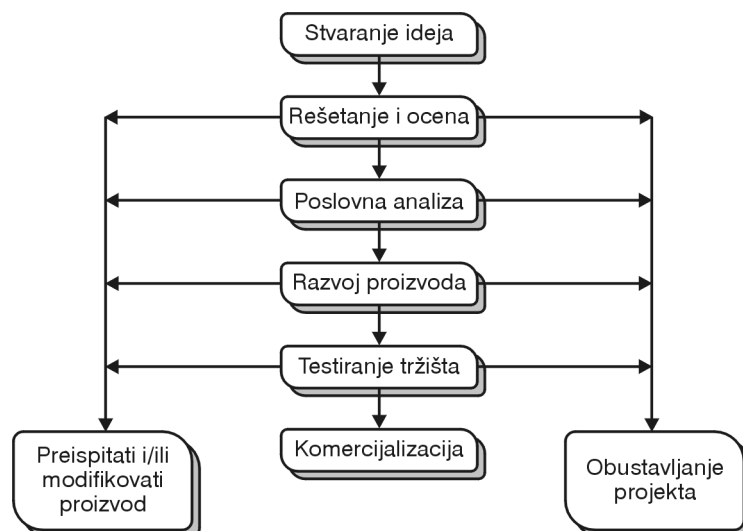 Stvaranje ideja
Rešetanje i ocena
Poslovna analiza
Razvoj proizvoda
Testiranje tržišta
Preispitati i/ili
modifikovati
proizvod
Komercijalizacija
Obustavljanje
projekta